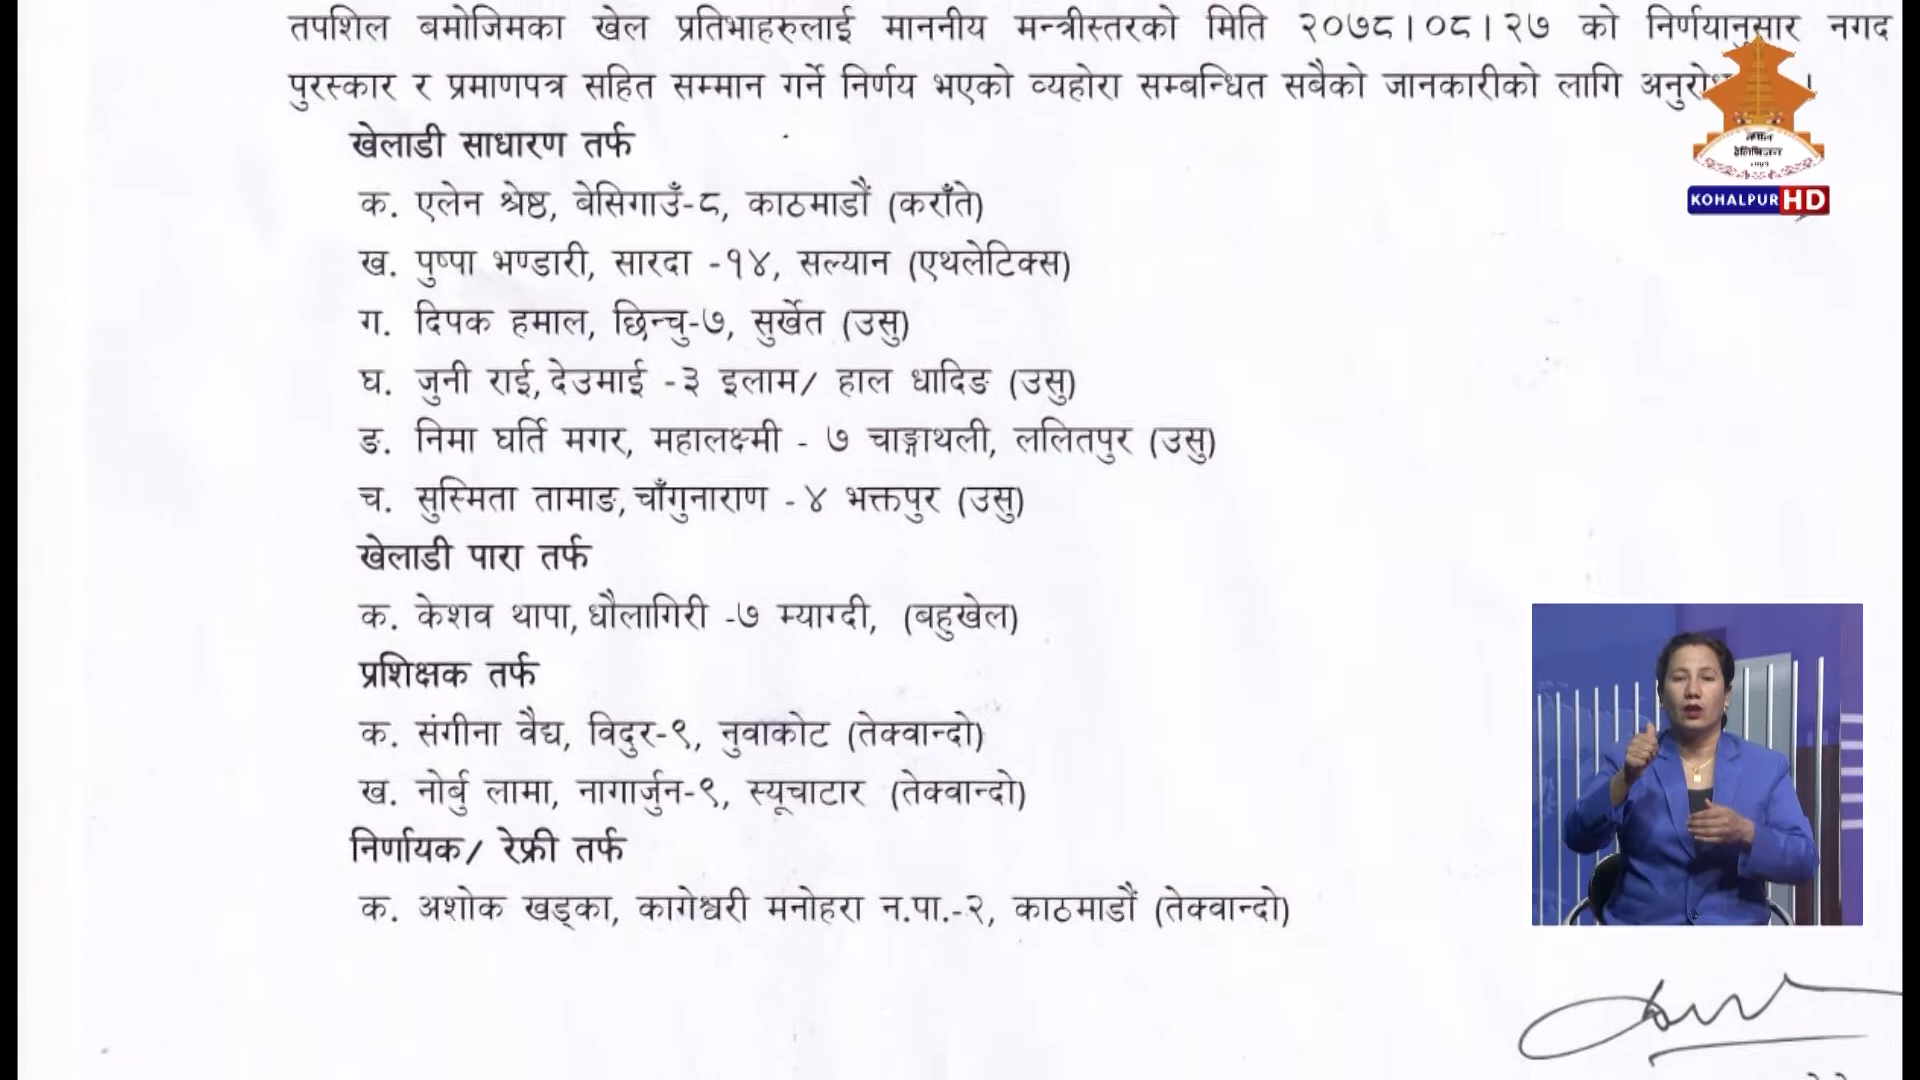 तपशिल बमोजिमका खेल प्रतिभाहरुलाई माननीय मन्त्रीस्तरको मिति २०७८।०८।२७ को निर्णयानुसार नगद
पुरस्कार र प्रमाणपत्र सहित सम्मान गर्ने निर्णय भएको व्यहोरा सम्बन्धित सबैको जानकारीको लागि
खेलाडी साधारण तर्फ
क. एलेन श्रेष्ठ, बेसिगाउँ-८, काठमाडौं (कराँते)
ख. पुष्पा भण्डारी, सारदा -१४, सल्यान (एथलेटिक्स)
ग. दिपक हमाल, छिन्चु-७, सुर्खेत (उसु)
घ. जुनी राई, देउमाई -३ इलाम/ हाल धादिङ (उसु)
ङ. निमा घर्ति मगर, महालक्ष्मी - ७ चाङ्गाथली, ललितपुर (उसु)
च. सुस्मिता तामाङ, चाँगुनाराण - ४ भक्तपुर (उसु)
खेलाडी पारा तर्फ
क. केशव थापा, धौलागिरी -७ म्याग्दी, (बहुखेल)
प्रशिक्षक तर्फ
क. संगीना वैद्य, विदुर-९, नुवाकोट (तेक्वान्दो)
ख. नोर्बु लामा, नागार्जुन-९, स्यूचाटार (तेक्वान्दो)
निर्णायक/ रेफ्री तर्फ
क. अशोक खड्का, कागेश्वरी मनोहरा न.पा.-२, काठमाडौं (तेक्वान्दो)
नेपाल
टेलिभिजन
KOHALPUR HD